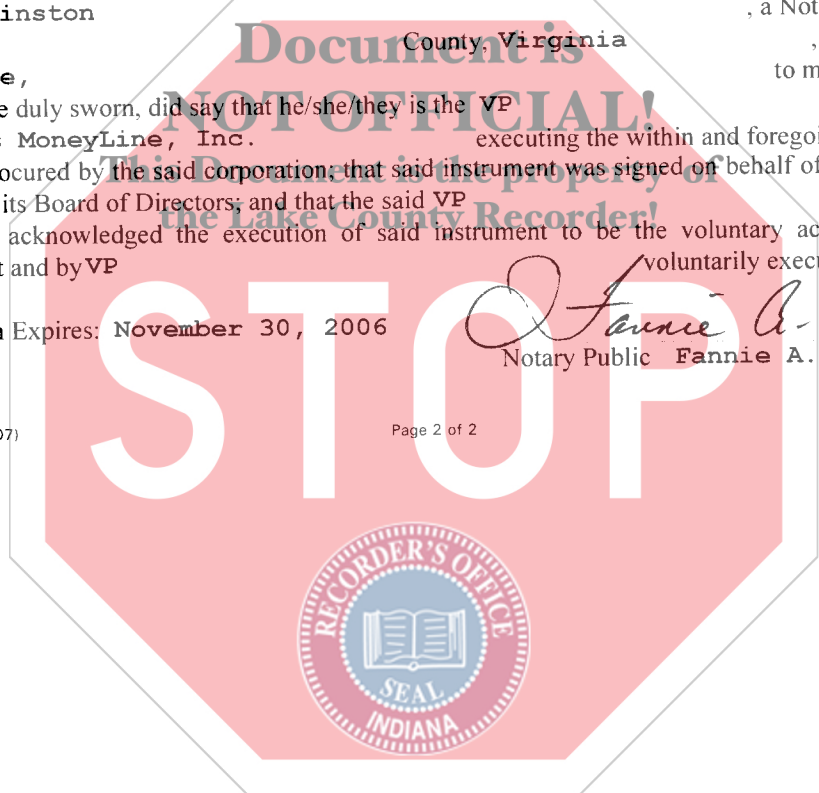 inston , a Not
Document is
County, Virginia ,
e, to m
e duly sworn, did say that he/she/they is the VP
NOT OFFICIAL!
MoneyLine, Inc. executing the within and foregoi
This Document is the property of
ocured by the said corporation; that said instrument was signed on behalf of
its Board of Directors; and that the said VP
the Lake County Recorder!
acknowledged the execution of said instrument to be the voluntary ac
t and by VP voluntarily execu
Expires: November 30, 2006
Fannie A.
Notary Public Fannie A.
07)
Page 2 of 2
STOP
RECORDER'S OFFICE
SEAL
INDIANA